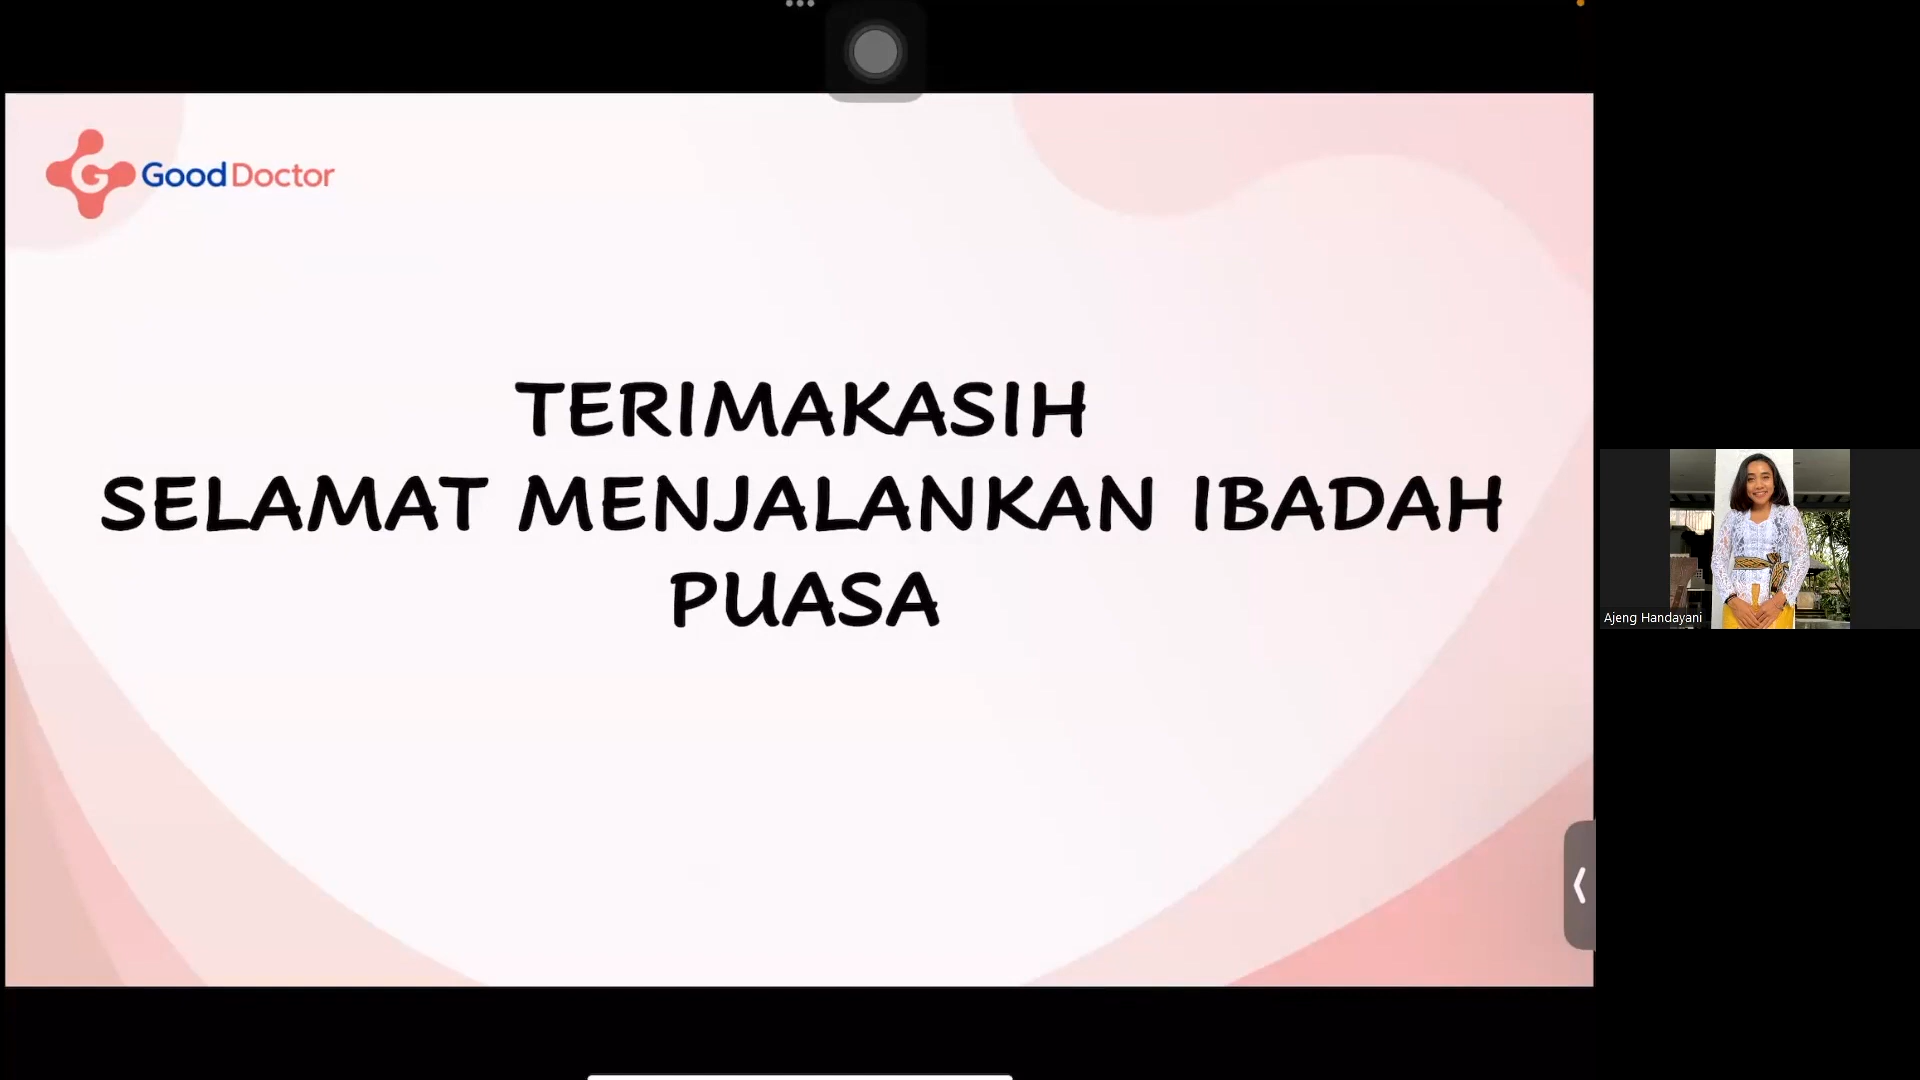 GoodDoctor
TERIMAKASIH
SELAMAT MENJALANKAN IBADAH
PUASA
Ajeng Handayani